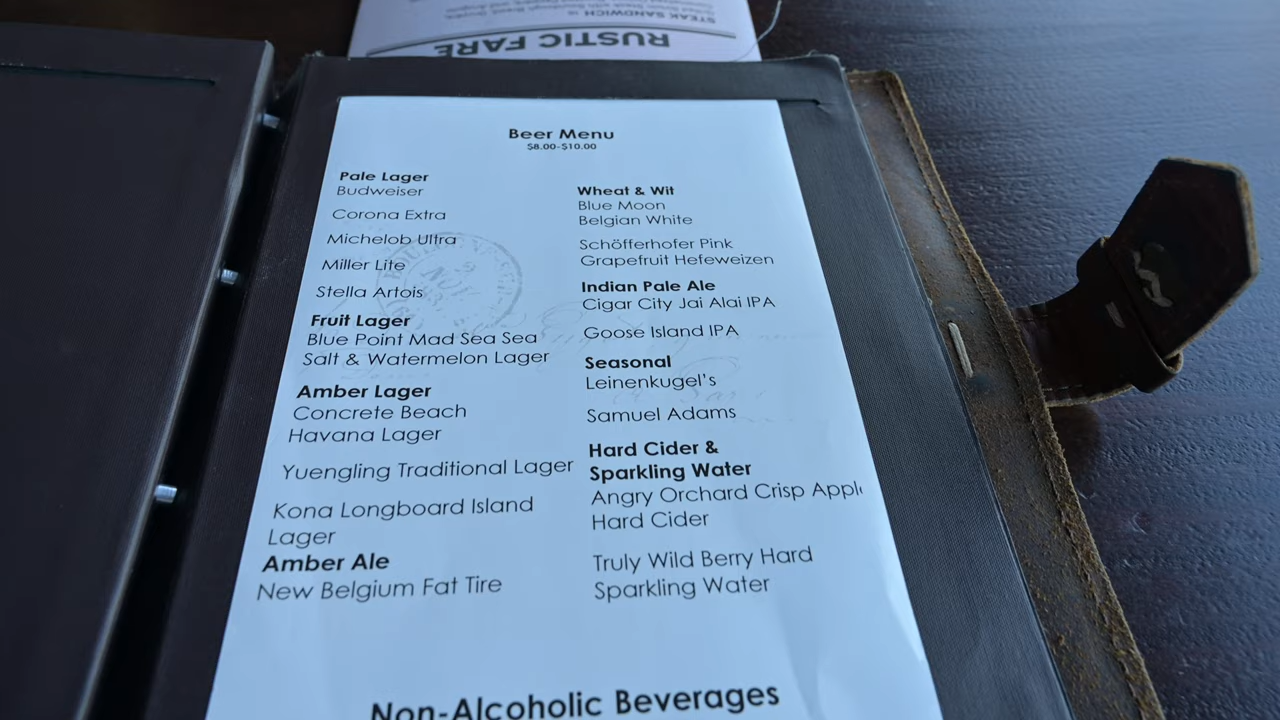 STEAK SANDWICH
RUSTIC FARE
Beer Menu
$8.00-$10.00
Pale Lager
Budweiser
Corona Extra
Michelob Ultra
Miller Lite
Stella Artois
Fruit Lager
Blue Point Mad Sea Sea
Salt & Watermelon Lager
Amber Lager
Concrete Beach
Havana Lager
Yuengling Traditional Lager
Kona Longboard Island
Lager
Amber Ale
New Belgium Fat Tire
Wheat & Wit
Blue Moon
Belgian White
Schöfferhofer Pink
Grapefruit Hefeweizen
Indian Pale Ale
Cigar City Jai Alai IPA
Goose Island IPA
Seasonal
Leinenkugel's
Samuel Adams
Hard Cider &
Sparkling Water
Angry Orchard Crisp Appl
Hard Cider
Truly Wild Berry Hard
Sparkling Water
Non-Alcoholic Beverages